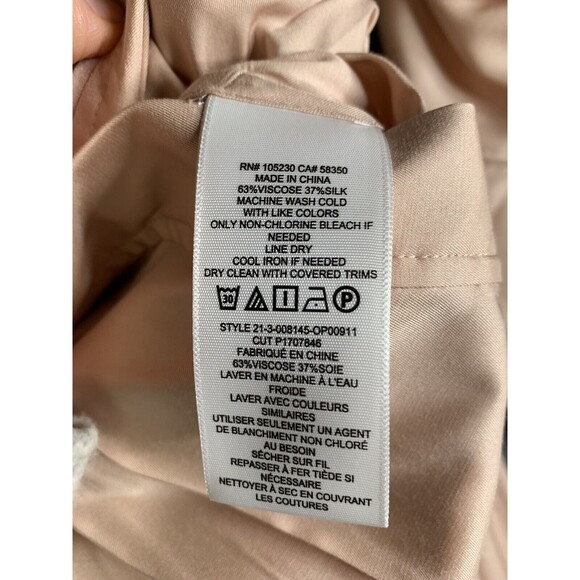 RN# 105230 CA# 58350
MADE IN CHINA
63%VISCOSE 37%SILK
MACHINE WASH COLD
WITH LIKE COLORS
ONLY NON-CHLORINE BLEACH IF
NEEDED
LINE DRY
COOL IRON IF NEEDED
DRY CLEAN WITH COVERED TRIMS
30 P
STYLE 21-3-008145-OP00911
CUT P1707846
FABRIQUÉ EN CHINE
63%VISCOSE 37%SOIE
LAVER EN MACHINE À L'EAU
FROIDE
LAVER AVEC COULEURS
SIMILAIRES
UTILISER SEULEMENT UN AGENT
DE BLANCHIMENT NON CHLORÉ
AU BESOIN
SÉCHER SUR FIL
REPASSER À FER TIÈDE SI
NÉCESSAIRE
NETTOYER À SEC EN COUVRANT
LES COUTURES